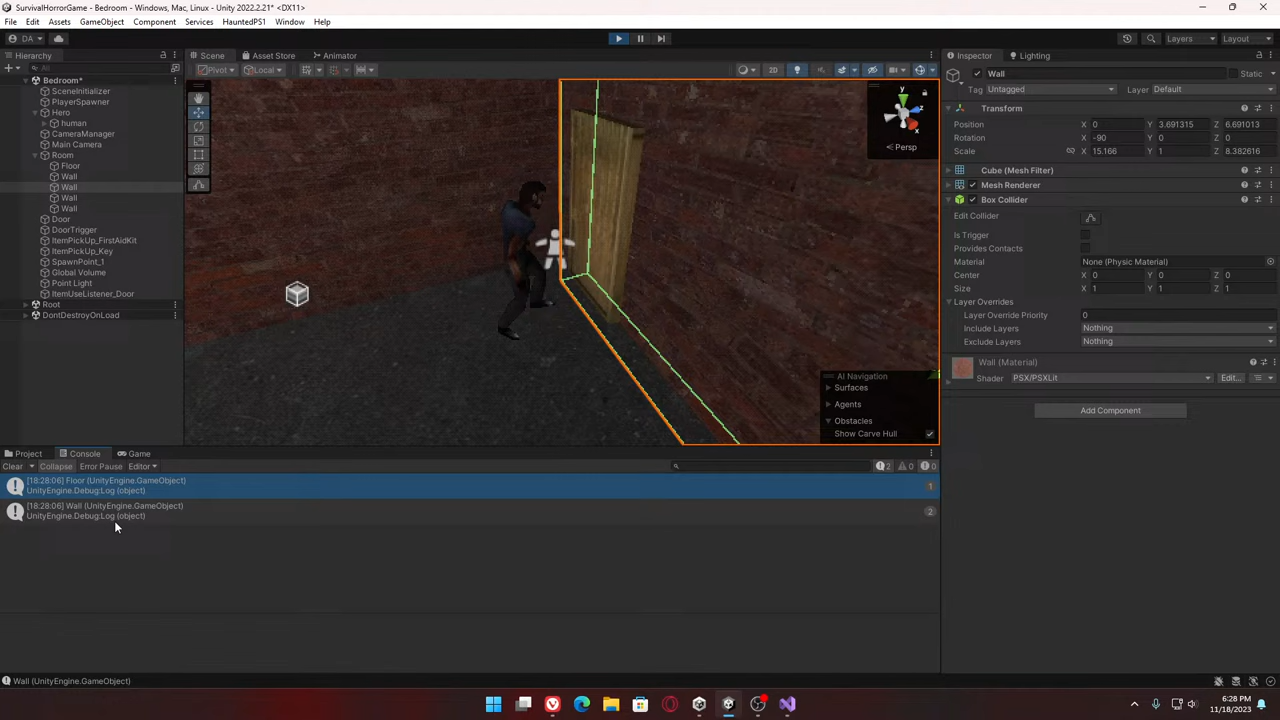 SurvivalHorrorGame - Bedroom - Windows, Mac, Linux - Unity 2022.2.21* <DX11>
File Edit Assets GameObject Component Services HauntedPS1 Window Help
DA Layers Layout
Hierarchy Scene Asset Store Animator Inspector Lighting
All Pivot Local 2D Wall Static
Bedroom* Tag Untagged Layer Default
SceneInitializer
PlayerSpawner Transform
Hero
human Position X 0 Y 3.691315 Z 6.691013
CameraManager Rotation X -90 Y 0 Z 0
Main Camera Persp Scale X 15.166 Y 1 Z 8.382616
Room
Floor Cube (Mesh Filter)
Wall
Wall Mesh Renderer
Wall Box Collider
Wall
Door Edit Collider
DoorTrigger Is Trigger
ItemPickUp_FirstAidKit Provides Contacts
ItemPickUp_Key Material None (Physic Material)
SpawnPoint_1 Center X 0 Y 0 Z 0
Global Volume Size X 1 Y 1 Z 1
Point Light Layer Overrides
ItemUseListener_Door
Root Layer Override Priority 0
DontDestroyOnLoad Include Layers Nothing
Exclude Layers Nothing
Wall (Material)
AI Navigation Shader PSX/PSXLit Edit...
Surfaces
Agents Add Component
Obstacles
Show Carve Hull
Project Console Game
Clear Collapse Error Pause Editor 2 0 0
[18:28:06] Floor (UnityEngine.GameObject)
UnityEngine.Debug:Log (object) 1
[18:28:06] Wall (UnityEngine.GameObject)
UnityEngine.Debug:Log (object) 2
Wall (UnityEngine.GameObject)
6:28 PM
11/18/2023